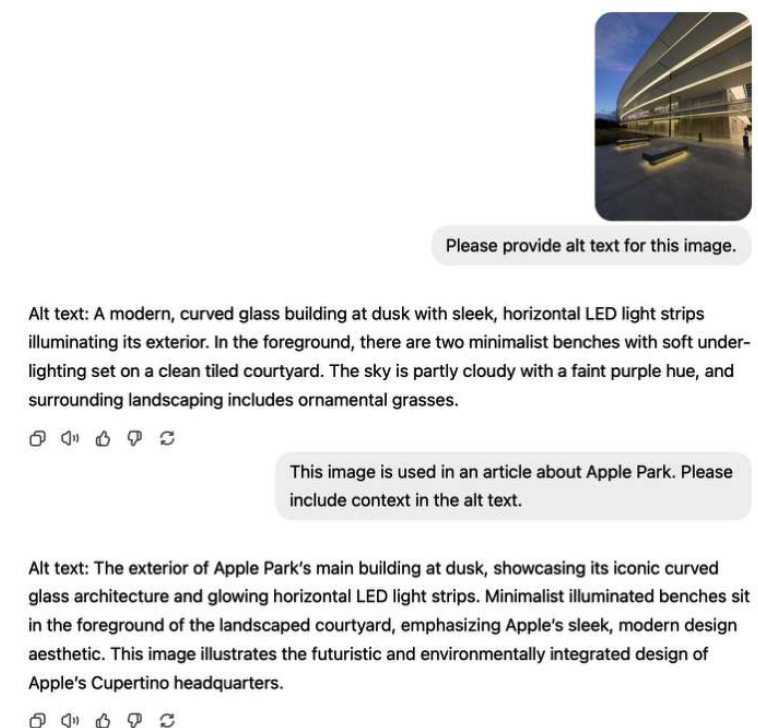 Please provide alt text for this image.
Alt text: A modern, curved glass building at dusk with sleek, horizontal LED light strips
illuminating its exterior. In the foreground, there are two minimalist benches with soft under-
lighting set on a clean tiled courtyard. The sky is partly cloudy with a faint purple hue, and
surrounding landscaping includes ornamental grasses.
This image is used in an article about Apple Park. Please
include context in the alt text.
Alt text: The exterior of Apple Park's main building at dusk, showcasing its iconic curved
glass architecture and glowing horizontal LED light strips. Minimalist illuminated benches sit
in the foreground of the landscaped courtyard, emphasizing Apple's sleek, modern design
aesthetic. This image illustrates the futuristic and environmentally integrated design of
Apple's Cupertino headquarters.